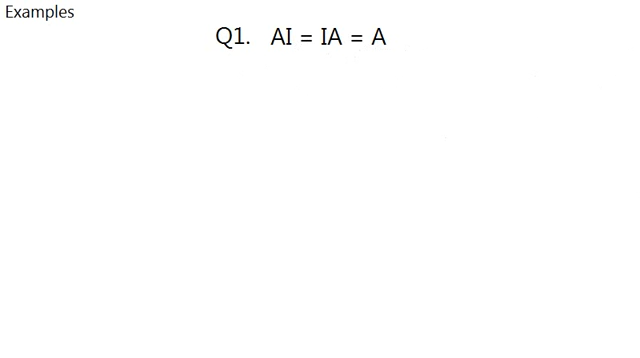 Examples
Q1. AI = IA = A